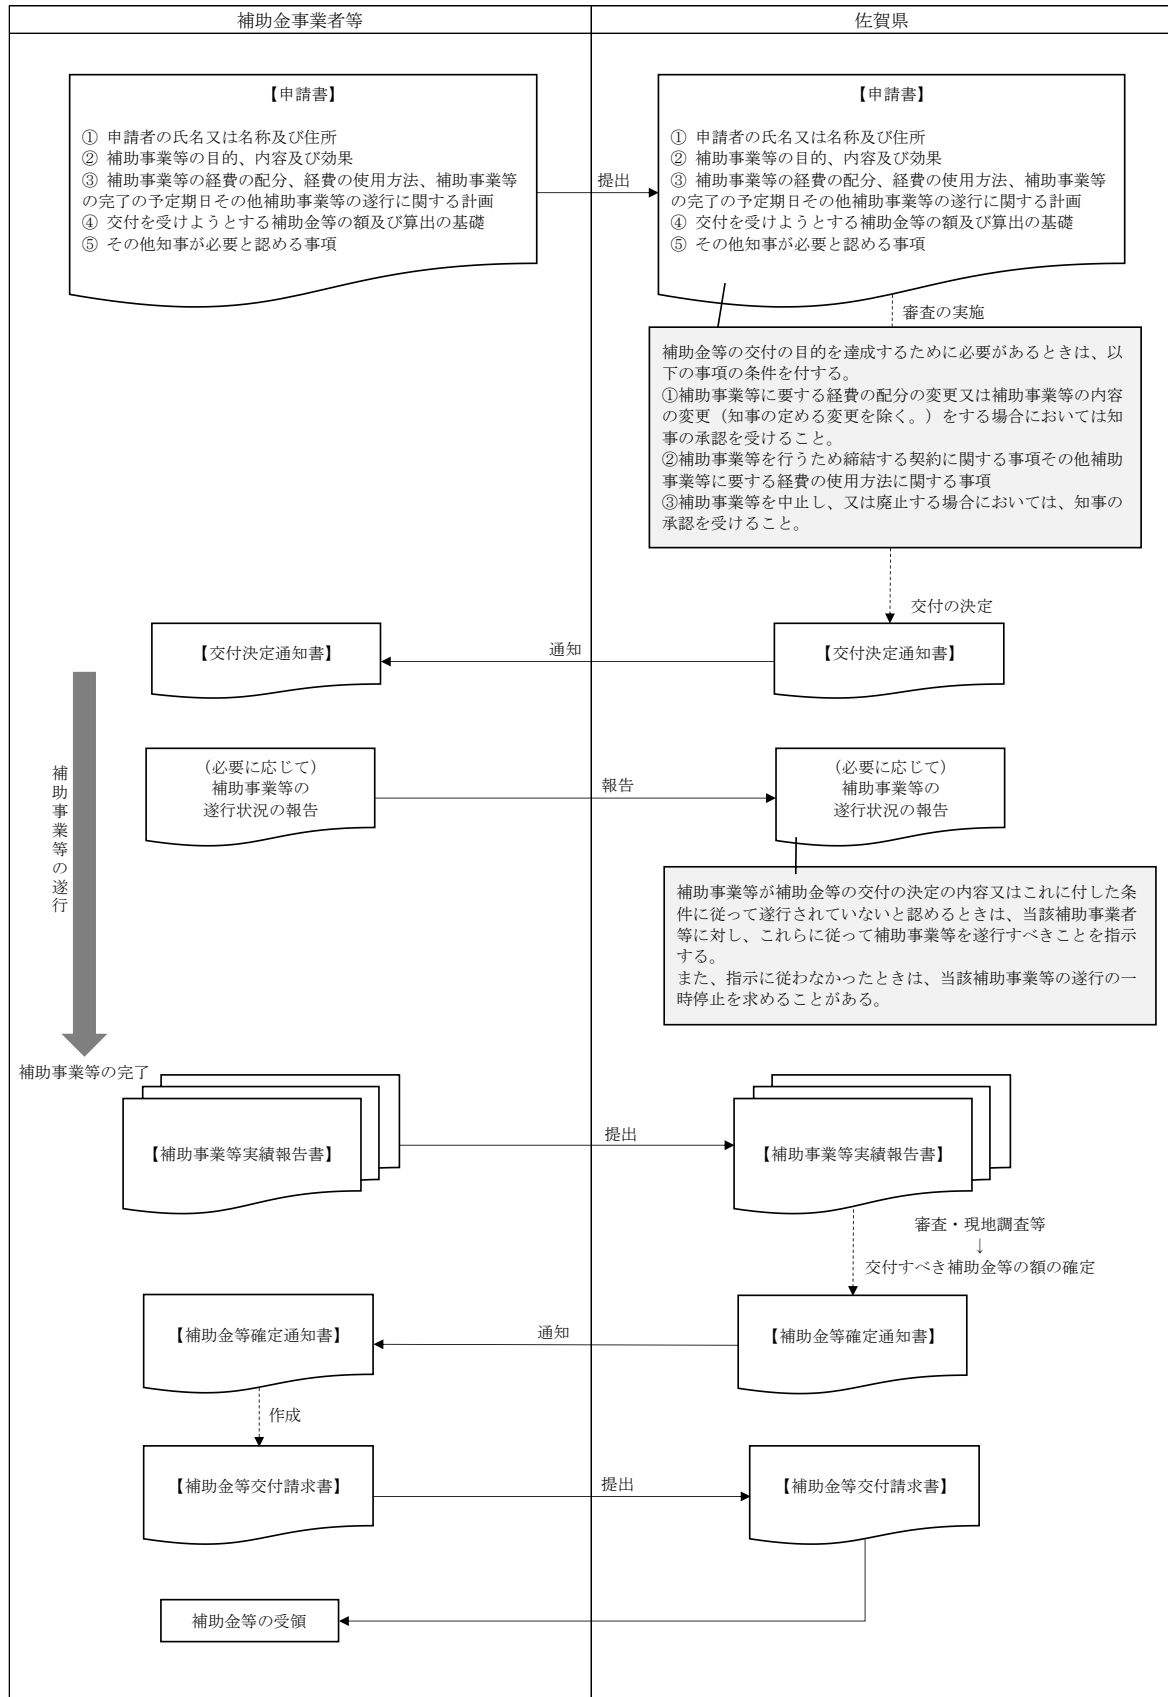 補助金事業者等
佐賀県
【申請書】
① 申請者の氏名又は名称及び住所
② 補助事業等の目的、内容及び効果
③ 補助事業等の経費の配分、経費の使用方法、補助事業等
の完了の予定期日その他補助事業等の遂行に関する計画
④ 交付を受けようとする補助金等の額及び算出の基礎
⑤ その他知事が必要と認める事項
提出
【申請書】
① 申請者の氏名又は名称及び住所
② 補助事業等の目的、内容及び効果
③ 補助事業等の経費の配分、経費の使用方法、補助事業等
の完了の予定期日その他補助事業等の遂行に関する計画
④ 交付を受けようとする補助金等の額及び算出の基礎
⑤ その他知事が必要と認める事項
審査の実施
補助金等の交付の目的を達成するために必要があるときは、以
下の事項の条件を付する。
①補助事業等に要する経費の配分の変更又は補助事業等の内容
の変更（知事の定める変更を除く。）をする場合においては知
事の承認を受けること。
②補助事業等を行うため締結する契約に関する事項その他補助
事業等に要する経費の使用方法に関する事項
③補助事業等を中止し、又は廃止する場合においては、知事の
承認を受けること。
交付の決定
【交付決定通知書】
通知
【交付決定通知書】
補助事業等の遂行
（必要に応じて）
補助事業等の
遂行状況の報告
報告
（必要に応じて）
補助事業等の
遂行状況の報告
補助事業等が補助金等の交付の決定の内容又はこれに付した条
件に従って遂行されていないと認めるときは、当該補助事業者
等に対し、これらに従って補助事業等を遂行すべきことを指示
する。
また、指示に従わなかったときは、当該補助事業等の遂行の一
時停止を求めることがある。
補助事業等の完了
【補助事業等実績報告書】
提出
【補助事業等実績報告書】
審査・現地調査等
↓
交付すべき補助金等の額の確定
【補助金等確定通知書】
通知
【補助金等確定通知書】
作成
【補助金等交付請求書】
提出
【補助金等交付請求書】
補助金等の受領